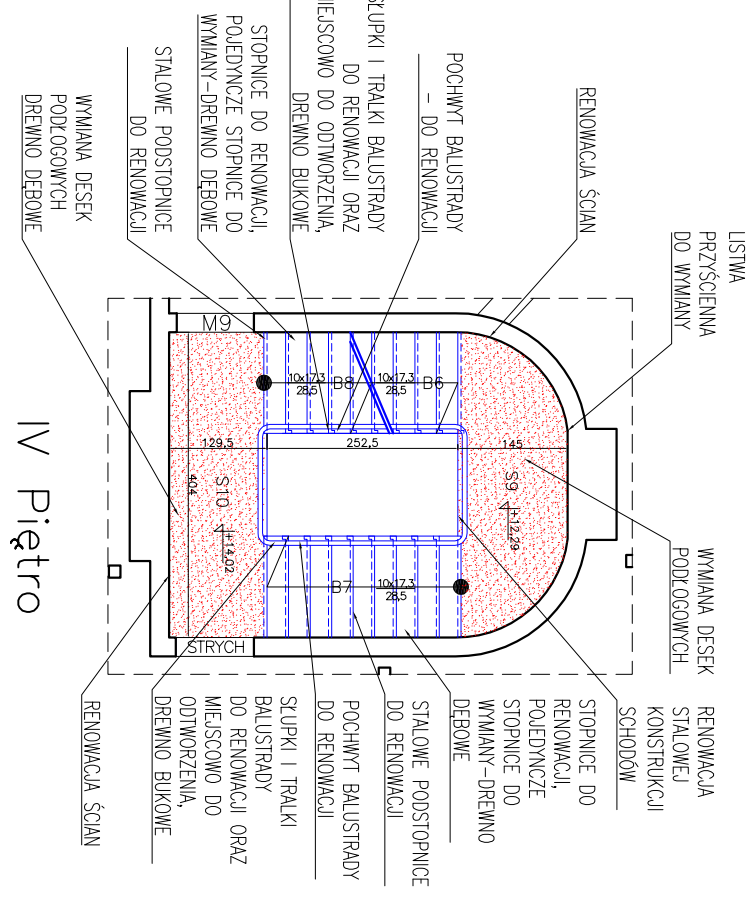 LISTWA
PRZYŚCIENNA
DO WYMIANY
RENOWACJA ŚCIAN
POCHWYT BALUSTRADY
- DO RENOWACJI
SŁUPKI I TRALKI BALUSTRADY
DO RENOWACJI ORAZ
MIEJSCOWO DO ODTWORZENIA,
DREWNO BUKOWE
STOPNICE DO RENOWACJI,
POJEDYNCZE STOPNICE DO
WYMIANY-DREWNO DĘBOWE
STALOWE PODSTOPNICE
DO RENOWACJI
WYMIANA DESEK
PODŁOGOWYCH
DREWNO DĘBOWE
M9
10x17,3
28,5
B8
10x17,3
28,5
B6
129,5
252,5
145
404
S10
+14,02
S9
+12,29
B7
10x17,3
28,5
STRYCH
WYMIANA DESEK
PODŁOGOWYCH
RENOWACJA
STALOWEJ
KONSTRUKCJI
SCHODÓW
STOPNICE DO
RENOWACJI,
POJEDYNCZE
STOPNICE DO
WYMIANY-DREWNO
DĘBOWE
STALOWE PODSTOPNICE
DO RENOWACJI
POCHWYT BALUSTRADY
DO RENOWACJI
SŁUPKI I TRALKI
BALUSTRADY
DO RENOWACJI ORAZ
MIEJSCOWO DO
ODTWORZENIA,
DREWNO BUKOWE
RENOWACJA ŚCIAN
IV Piętro